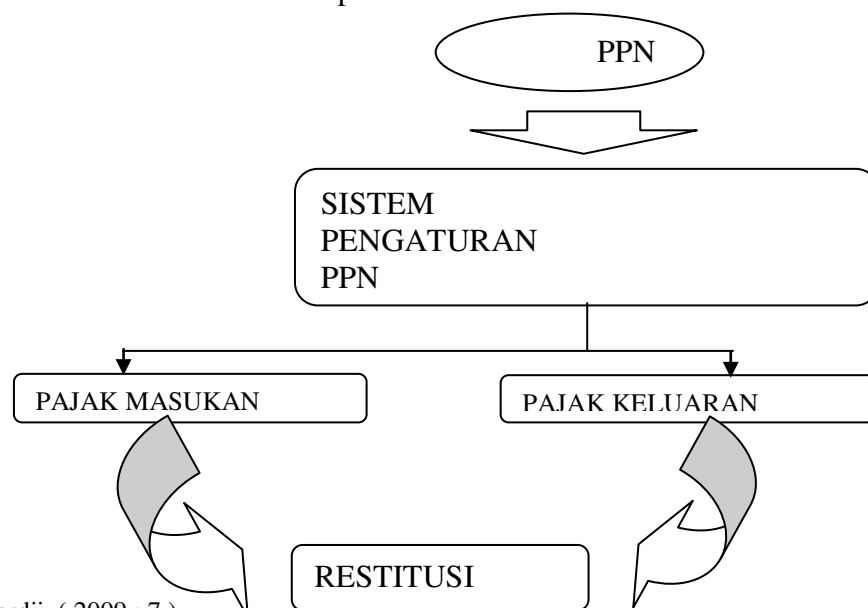 PPN
SISTEM
PENGATURAN
PPN
PAJAK MASUKAN
PAJAK KELUARAN
RESTITUSI
( 2009 : 7 )